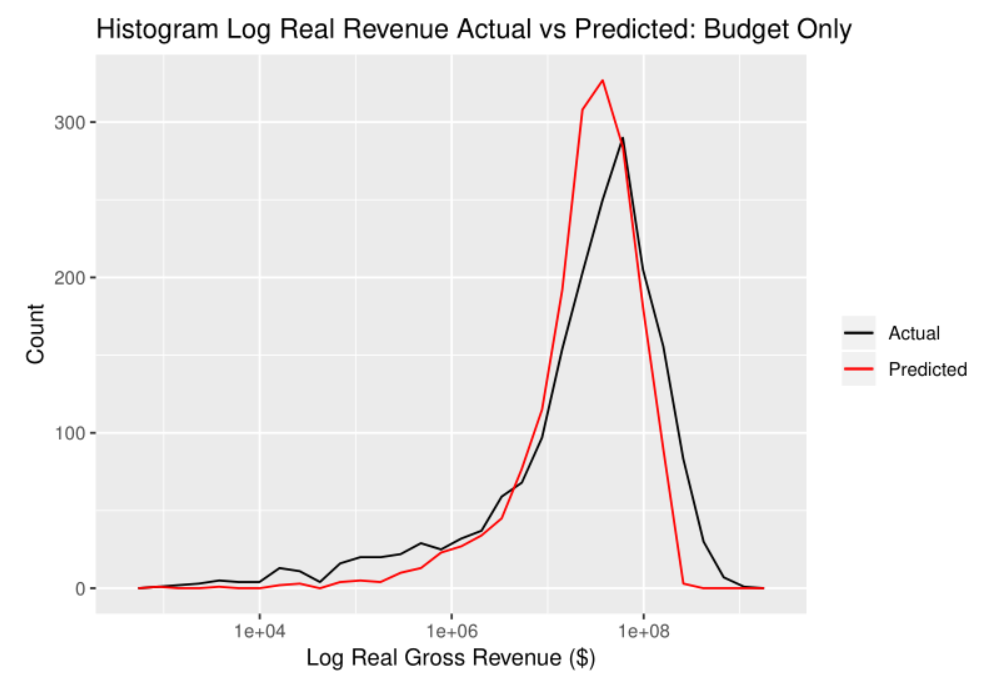 Histogram Log Real Revenue Actual vs Predicted: Budget Only
300
200
100
0
Count
1e+04 1e+06 1e+08
Log Real Gross Revenue ($)
Actual
Predicted